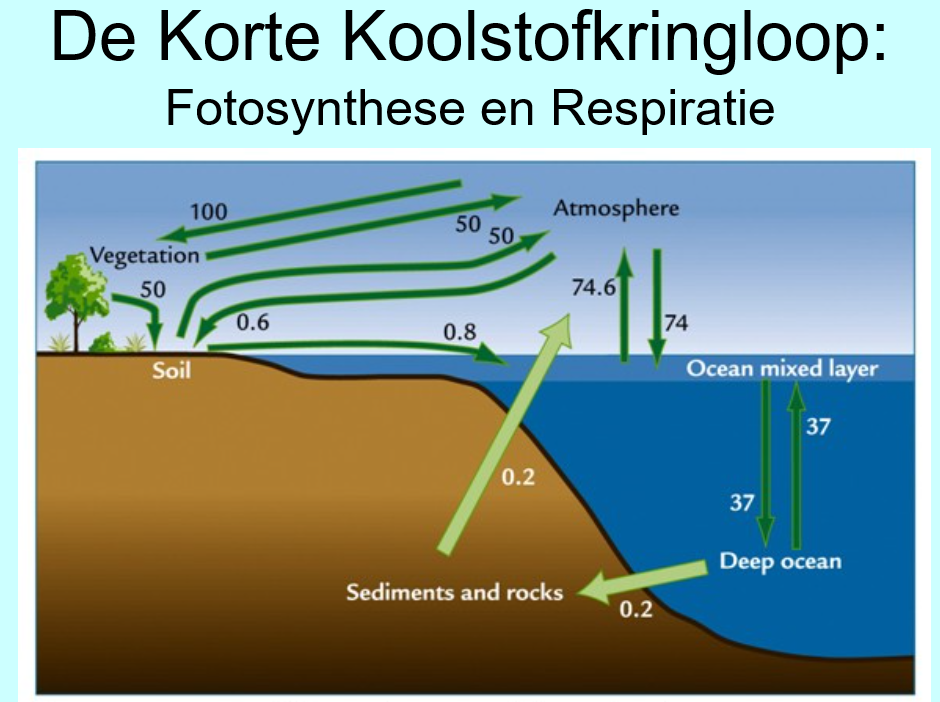 De Korte Koolstofkringloop:
Fotosynthese en Respiratie
100
Atmosphere
50
50
Vegetation
50
74.6
0.6
0.8
74
Soil
Ocean mixed layer
37
0.2
37
Deep ocean
Sediments and rocks
0.2